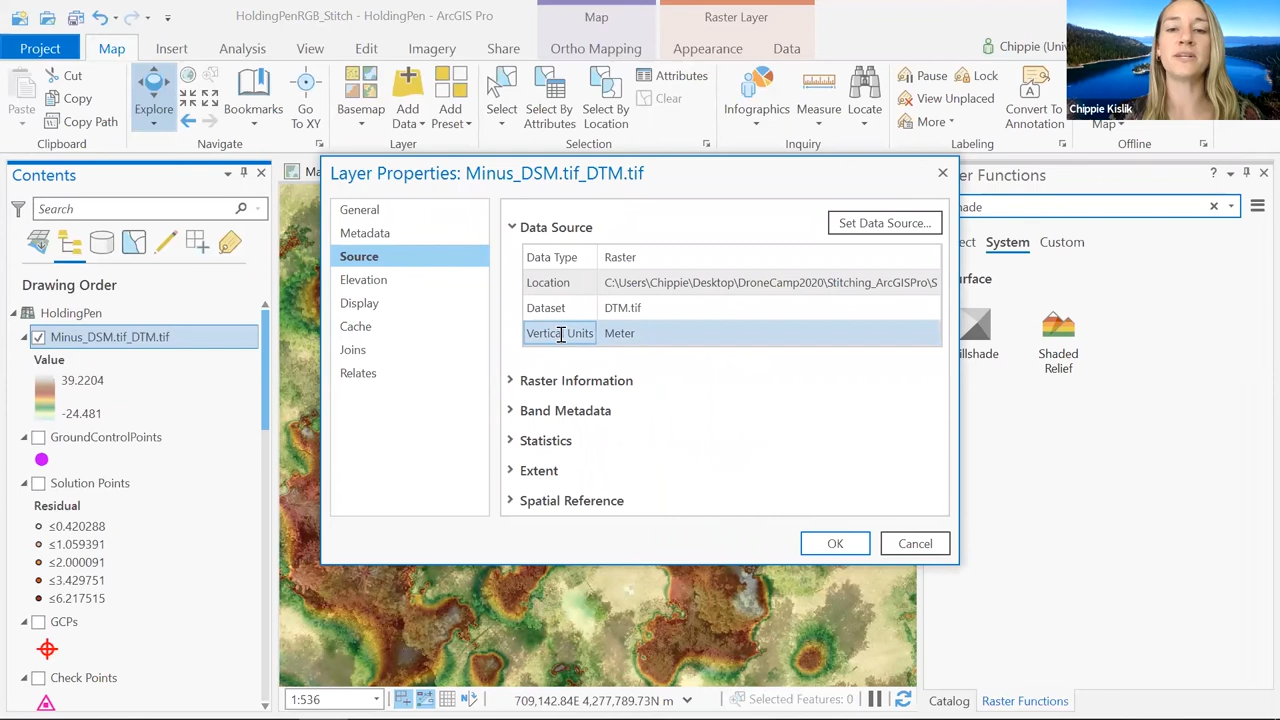 HoldingPenRGB_Stitch - HoldingPen - ArcGIS Pro
Map
Raster Layer
Project
Map
Insert
Analysis
View
Edit
Imagery
Share
Ortho Mapping
Appearance
Data
Chippie (Uni
Chippie Kislik
Paste
Cut
Copy
Copy Path
Clipboard
Explore
Bookmarks
Go
To XY
Navigate
Basemap
Add
Data
Add
Preset
Layer
Select
Select By
Attributes
Select By
Location
Attributes
Clear
Selection
Infographics
Measure
Locate
Inquiry
Pause
Lock
View Unplaced
More
Convert To
Annotation
Labeling
Map
Offline
Contents
Search
Drawing Order
HoldingPen
Minus_DSM.tif_DTM.tif
Value
39.2204
-24.481
GroundControlPoints
Solution Points
Residual
≤0.420288
≤1.059391
≤2.000091
≤3.429751
≤6.217515
GCPs
Check Points
Ma
Layer Properties: Minus_DSM.tif_DTM.tif
General
Metadata
Source
Elevation
Display
Cache
Joins
Relates
Data Source
Set Data Source...
Data Type Raster
Location C:\Users\Chippie\Desktop\DroneCamp2020\Stitching_ArcGISPro\S
Dataset DTM.tif
Vertical Units Meter
Raster Information
Band Metadata
Statistics
Extent
Spatial Reference
OK
Cancel
ter Functions
?
ade
ect
System
Custom
rface
illshade
Shaded
Relief
1:536
709,142.84E 4,277,789.73N m
Selected Features: 0
Catalog
Raster Functions